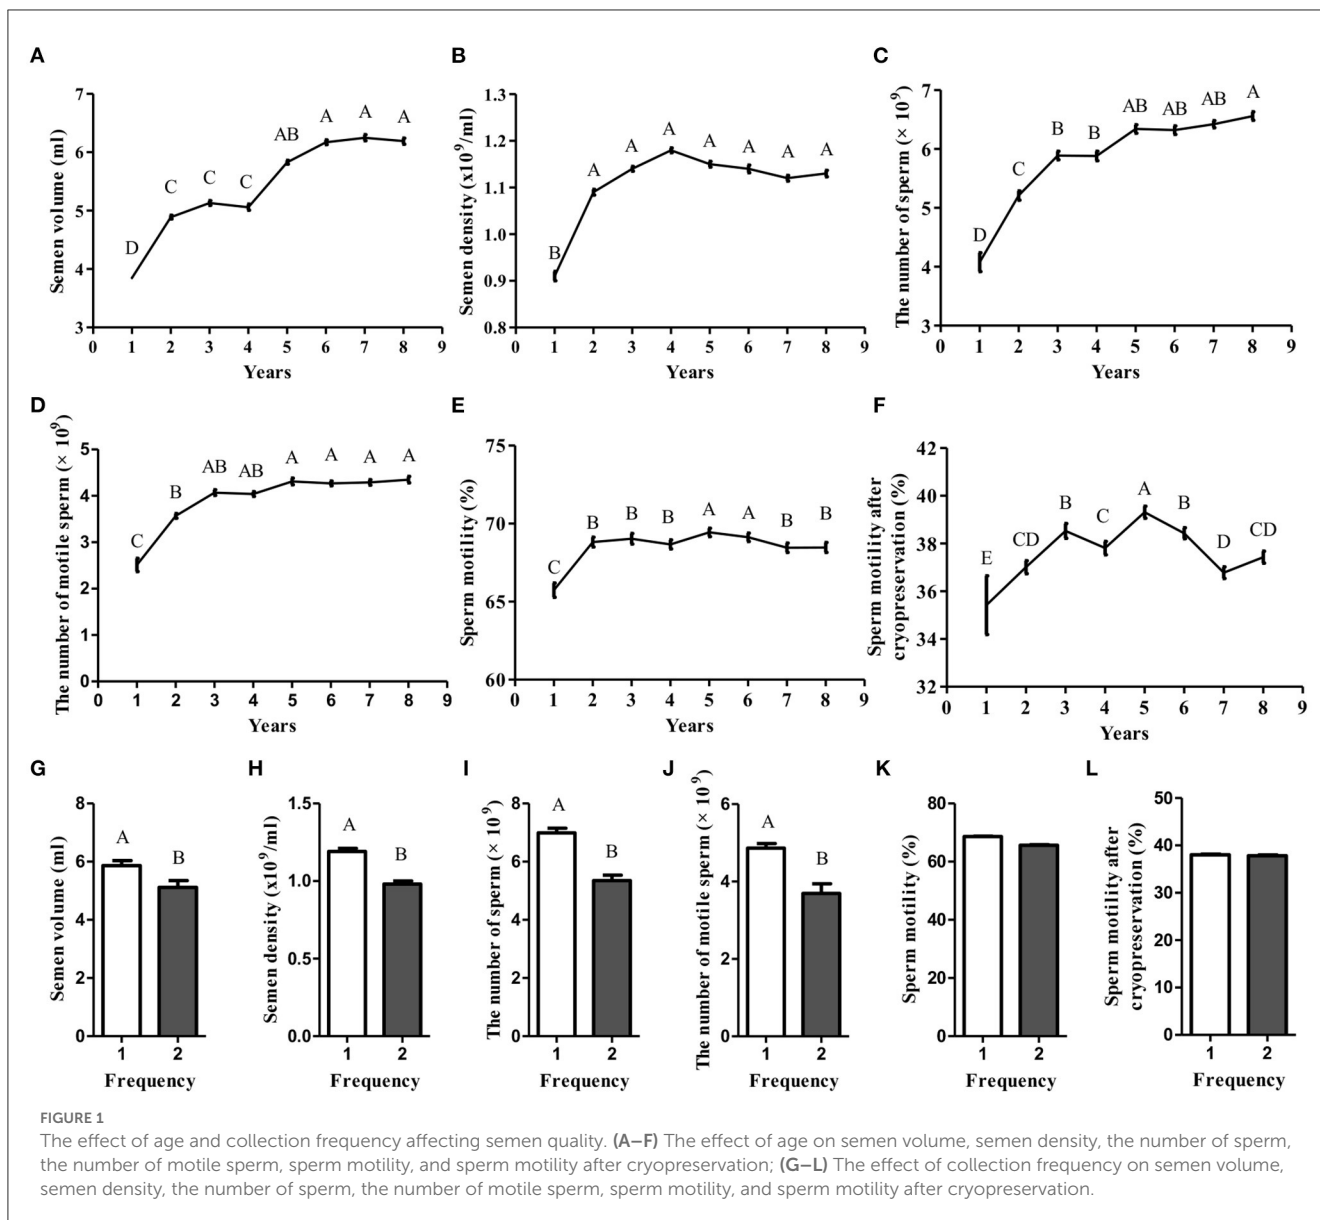 A
Semen volume (ml)
7
6
5
4
3
D
C
C
C
AB
A
A
A
0 1 2 3 4 5 6 7 8 9
Years
B
Semen density (x10⁹/ml)
1.3
1.2
1.1
1.0
0.9
0.8
B
A
A
A
A
A
A
A
0 1 2 3 4 5 6 7 8 9
Years
C
The number of sperm (× 10⁹)
7
6
5
4
3
D
C
B
B
AB
AB
AB
A
0 1 2 3 4 5 6 7 8 9
Years
D
The number of motile sperm (× 10⁹)
5
4
3
2
1
0
C
B
AB
AB
A
A
A
A
0 1 2 3 4 5 6 7 8 9
Years
E
Sperm motility (%)
75
70
65
60
C
B
B
B
A
A
B
B
0 1 2 3 4 5 6 7 8 9
Years
F
Sperm motility after
cryopreservation (%)
42
40
38
36
34
32
E
CD
B
C
A
B
D
CD
0 1 2 3 4 5 6 7 8 9
Years
G
Semen volume (ml)
8
6
4
2
0
A
B
1 2
Frequency
H
Semen density (x10⁹/ml)
1.5
1.0
0.5
0.0
A
B
1 2
Frequency
I
The number of sperm (× 10⁹)
8
6
4
2
0
A
B
1 2
Frequency
J
The number of motile sperm (× 10⁹)
6
4
2
0
A
B
1 2
Frequency
K
Sperm motility (%)
80
60
40
20
0
1 2
Frequency
L
Sperm motility after
cryopreservation (%)
50
40
30
20
10
0
1 2
Frequency
FIGURE 1
The effect of age and collection frequency affecting semen quality. (A–F) The effect of age on semen volume, semen density, the number of sperm,
the number of motile sperm, sperm motility, and sperm motility after cryopreservation; (G–L) The effect of collection frequency on semen volume,
semen density, the number of sperm, the number of motile sperm, sperm motility, and sperm motility after cryopreservation.